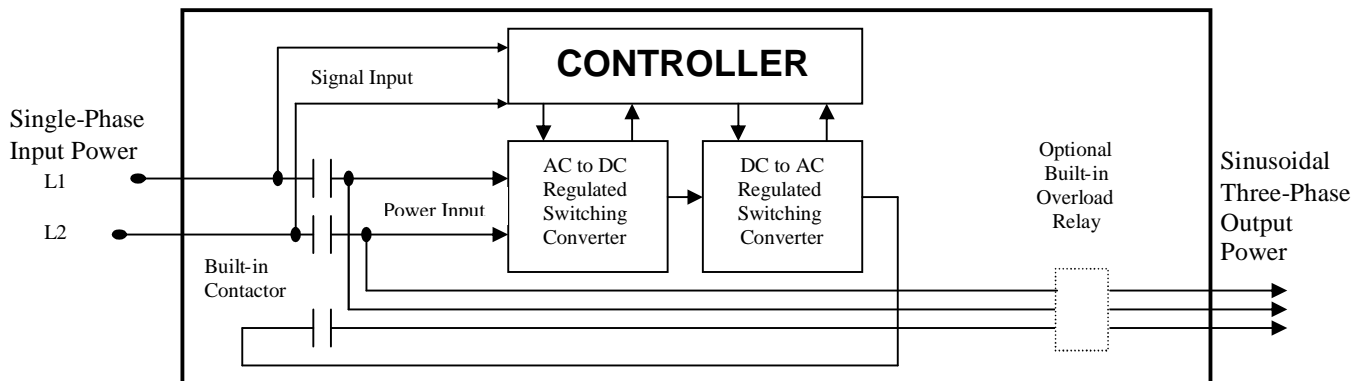 CONTROLLER
Signal Input
Single-Phase
Input Power
L1
L2
AC to DC
Regulated
Switching
Converter
DC to AC
Regulated
Switching
Converter
Power Input
Optional
Built-in
Overload
Relay
Sinusoidal
Three-Phase
Output
Power
Built-in
Contactor